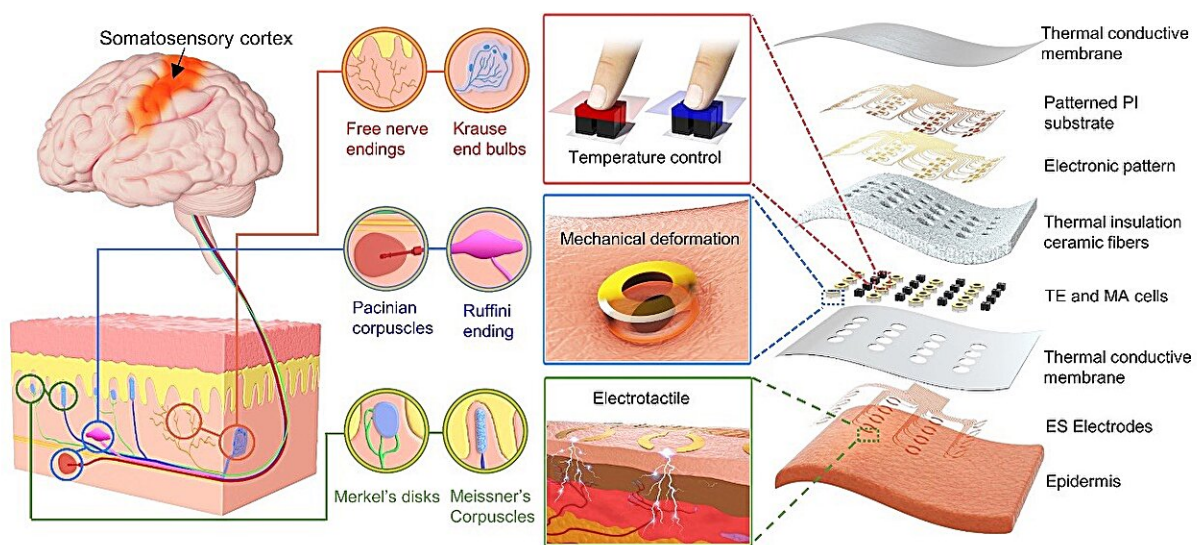 Somatosensory cortex
Free nerve
endings
Krause
end bulbs
Pacinian
corpuscles
Ruffini
ending
Merkel's disks
Meissner's
Corpuscles
Temperature control
Mechanical deformation
Electrotactile
Thermal conductive
membrane
Patterned PI
substrate
Electronic pattern
Thermal insulation
ceramic fibers
TE and MA cells
Thermal conductive
membrane
ES Electrodes
Epidermis